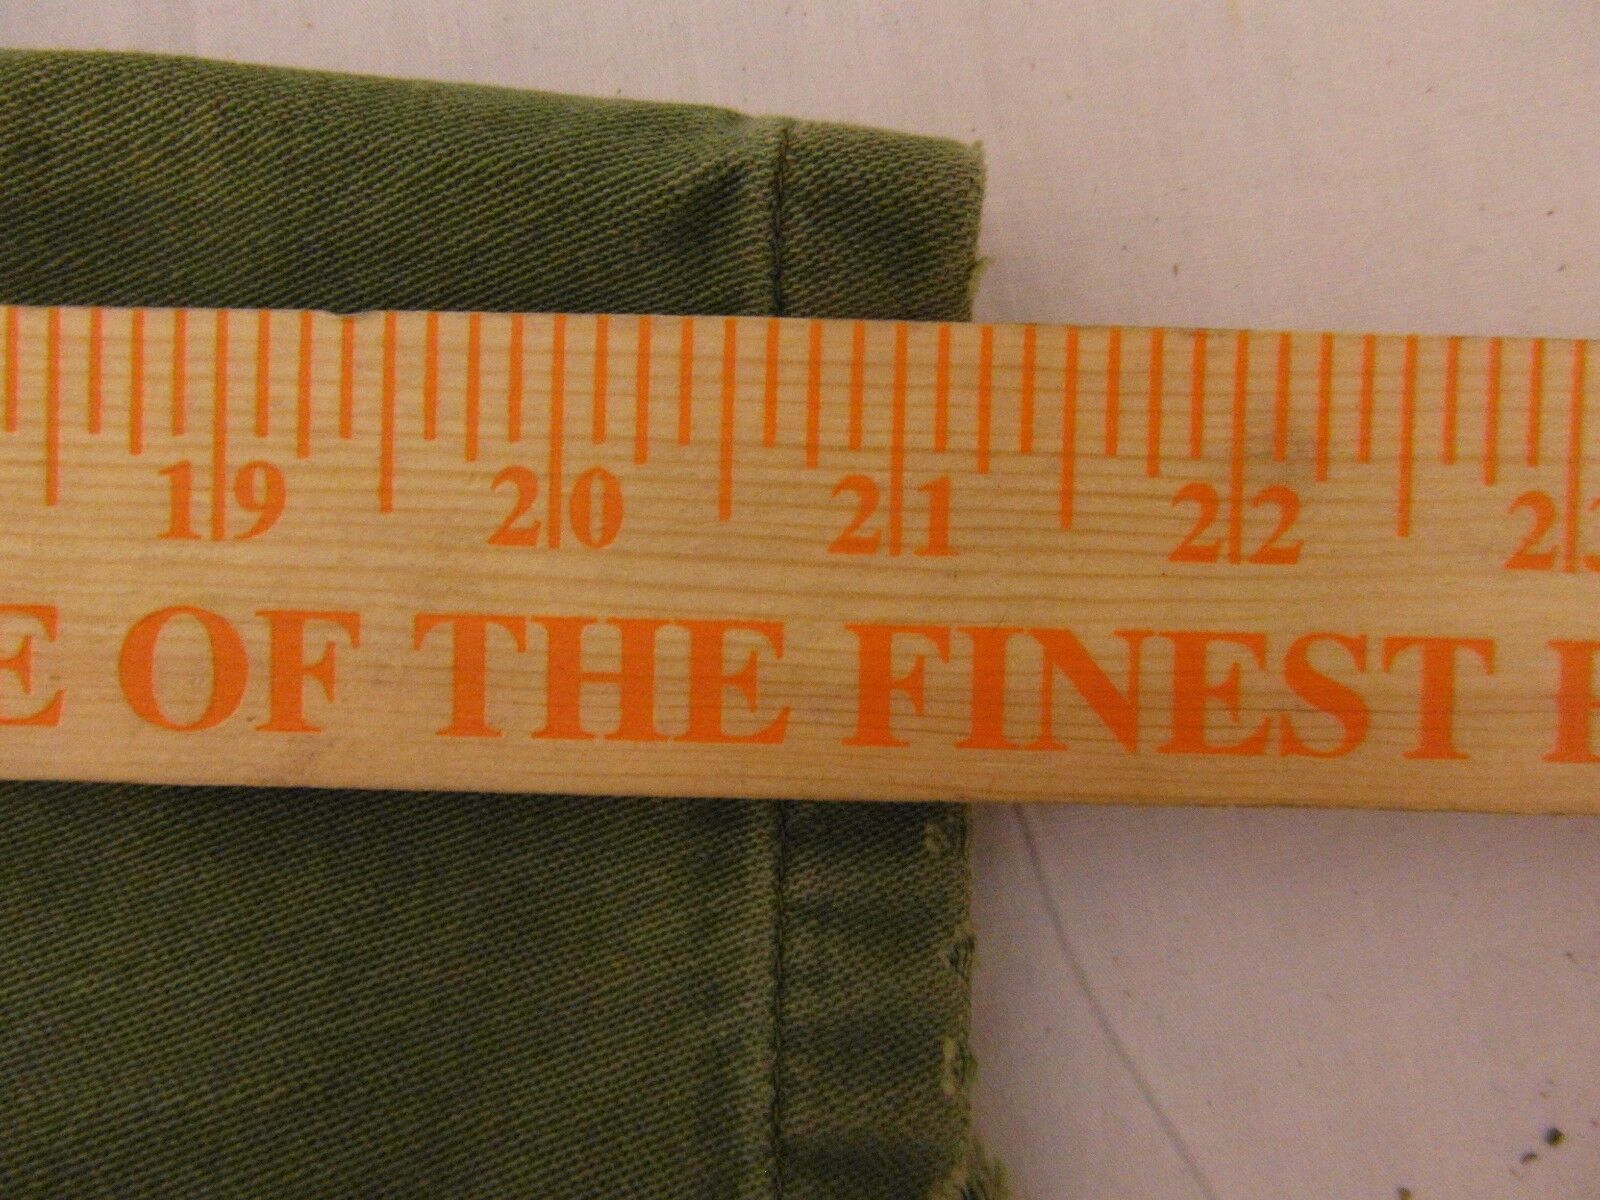 19 20 21 22
OF THE FINEST